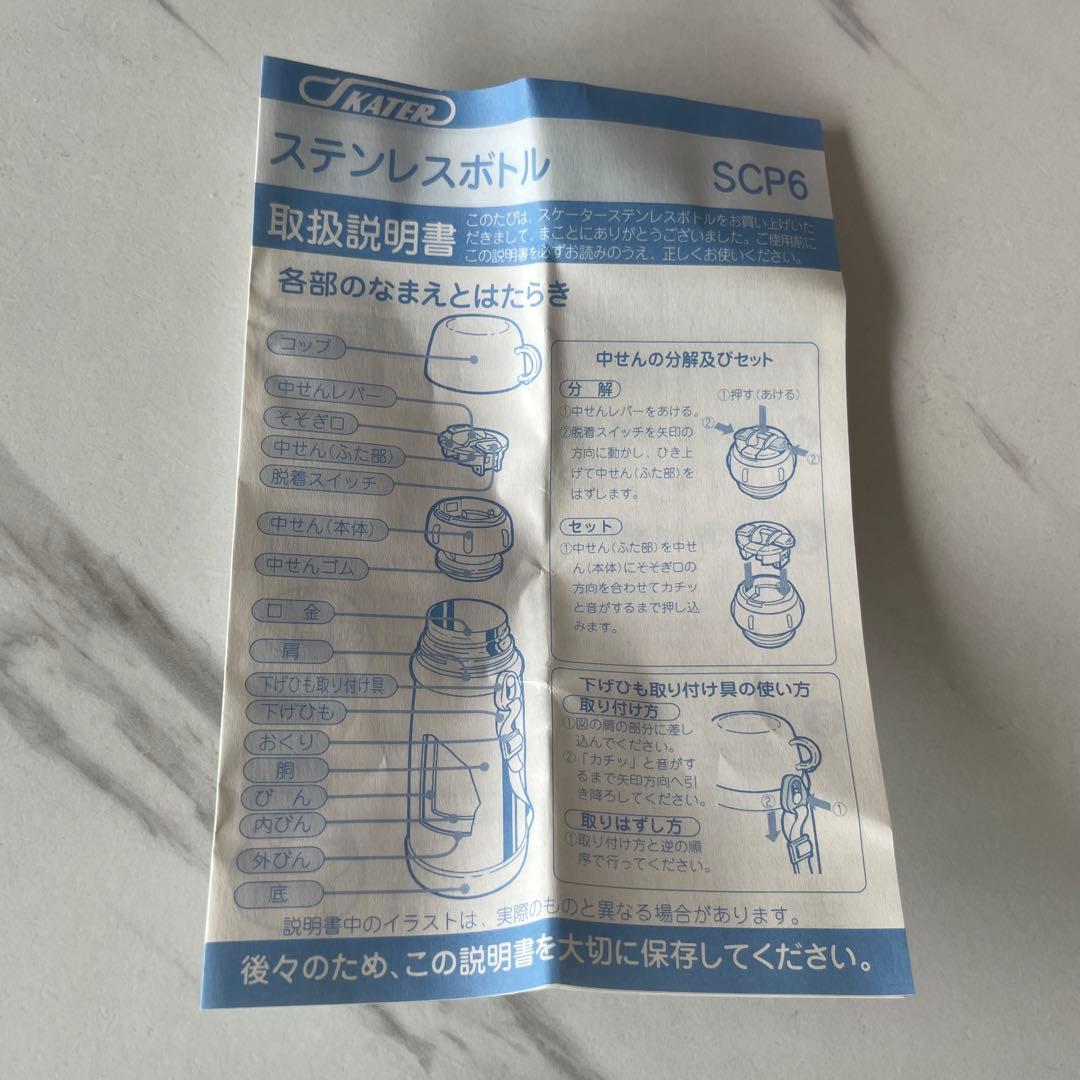 SKATER
ステンレスボトル SCP6
取扱説明書
このたびは、スケーターステンレスボトルをお買い上げいた
だきまして、まことにありがとうございました。ご使用前に
この説明書を必ずお読みのうえ、正しくお使いください。
各部のなまえとはたらき
コップ
中せんレバー
そそぎ口
中せん(ふた部)
脱着スイッチ
中せん(本体)
中せんゴム
口金
肩
下げひも取り付け具
下げひも
おくり
胴
びん
内びん
外びん
底
中せんの分解及びセット
分解
①中せんレバーをあける。
②脱着スイッチを矢印の
方向に動かし、ひき上
げて中せん(ふた部)を
はずします。
①押す(あける)
②
②
セット
①中せん(ふた部)を中せ
ん(本体)にそそぎ口の
方向を合わせてカチッ
と音がするまで押し込
みます。
下げひも取り付け具の使い方
取り付け方
①図の肩の部分に差し
込んでください。
②「カチッ」と音がす
るまで矢印方向へ引
き降ろしてください。
②
①
取りはずし方
①取り付け方と逆の順
序で行ってください。
説明書中のイラストは、実際のものと異なる場合があります。
後々のため、この説明書を大切に保存してください。